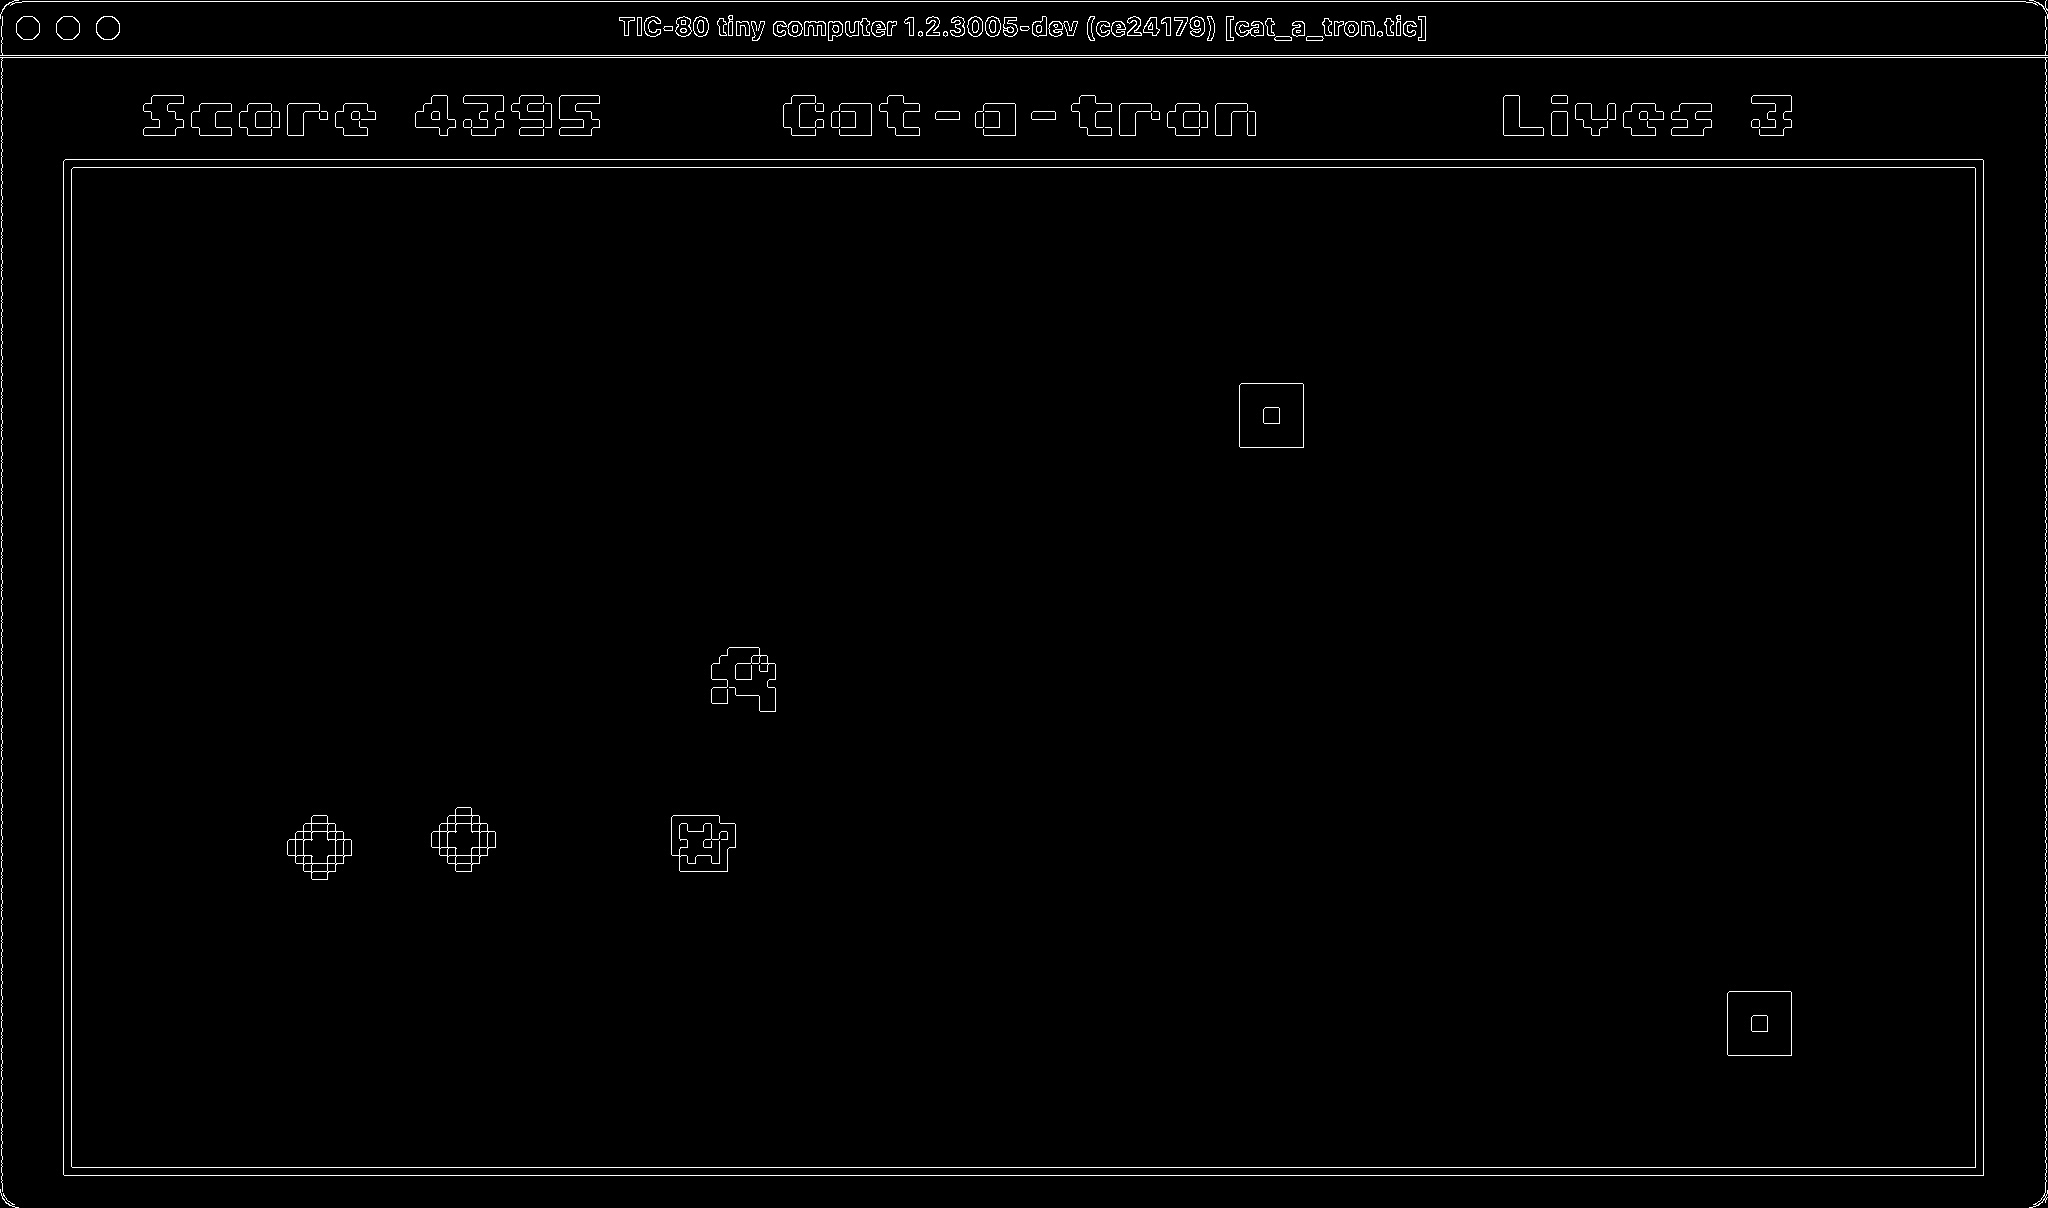 TIC-80 tiny computer 1.2.3005-dev (ce24179) [cat_a_tron.tic]
Score 4395 Cat-a-tron Lives 3